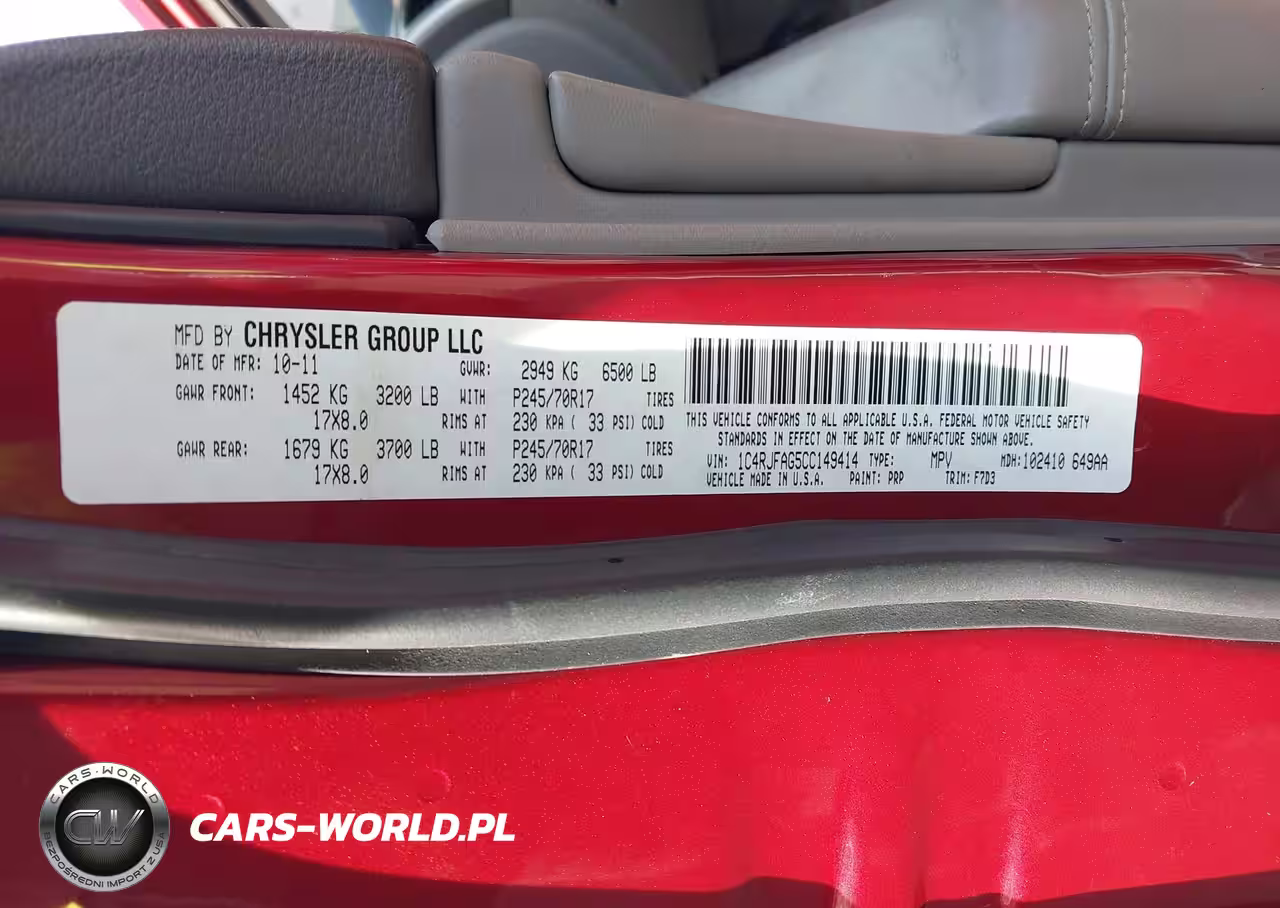 MFD BY CHRYSLER GROUP LLC
DATE OF MFR: 10-11 GVWR: 2949 KG 6500 LB
GAWR FRONT: 1452 KG 3200 LB WITH P245/70R17 TIRES
17X8.0 RIMS AT 230 KPA ( 33 PSI) COLD
GAWR REAR: 1679 KG 3700 LB WITH P245/70R17 TIRES
17X8.0 RIMS AT 230 KPA ( 33 PSI) COLD
THIS VEHICLE CONFORMS TO ALL APPLICABLE U.S.A. FEDERAL MOTOR VEHICLE SAFETY
STANDARDS IN EFFECT ON THE DATE OF MANUFACTURE SHOWN ABOVE.
VIN: 1C4RJFAG5CC149414 TYPE: MPV MDH: 102410 649AA
VEHICLE MADE IN U.S.A. PAINT: PRP TRIM: F7D3
CARS-WORLD
CW
BEZPOŚREDNI IMPORT Z USA
CARS-WORLD.PL